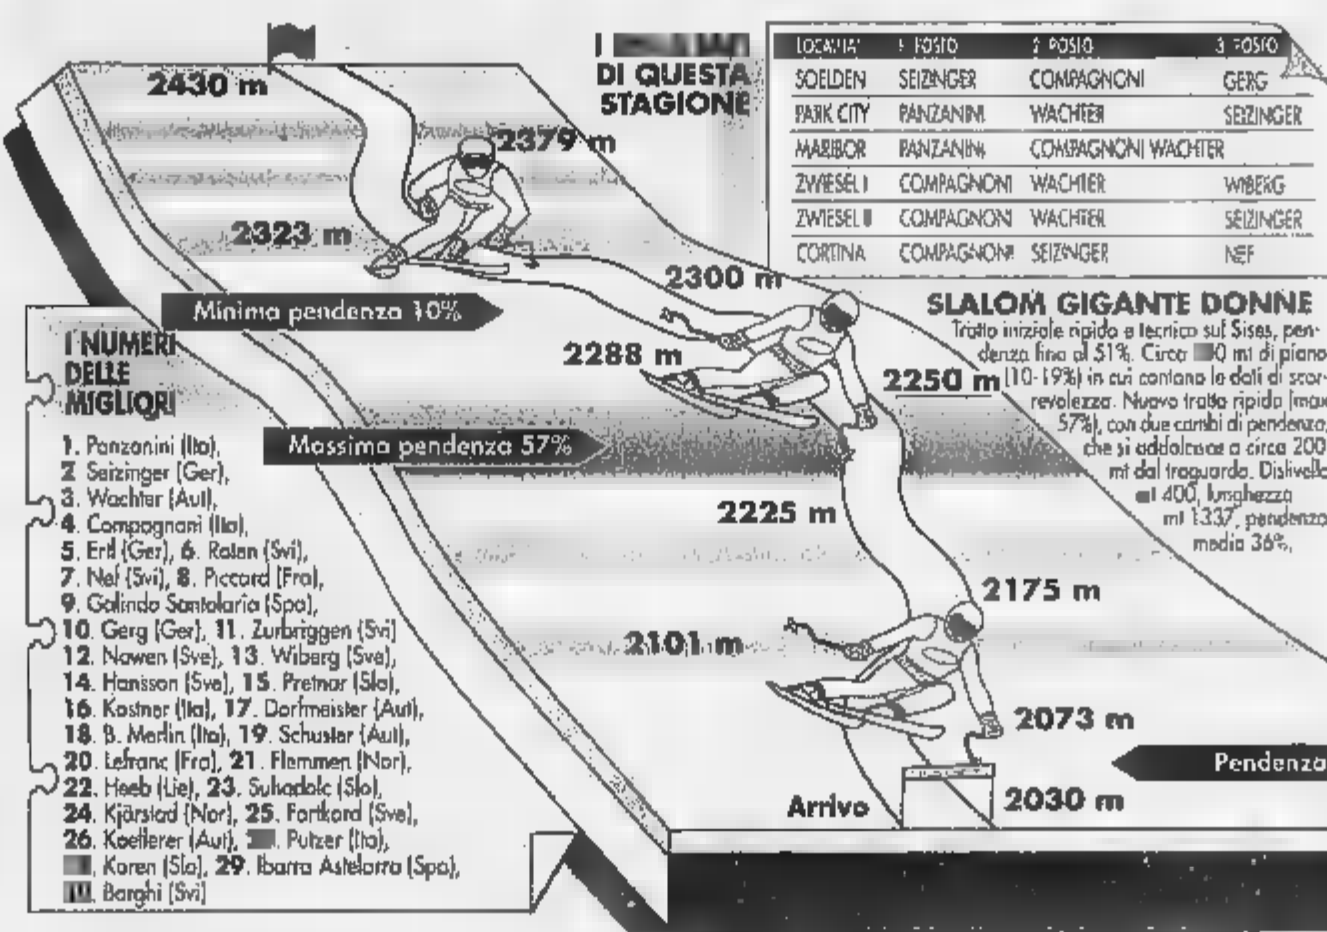 2430 m
2379 m
2323 m
Minima pendenza 10%
2300 m
2288 m
2250 m
Massima pendenza 57%
2225 m
2175 m
2101 m
2073 m
Pendenza
Arrivo
2030 m
I
DI QUESTA
STAGIONE
LOCALITA' 1 POSTO 2 POSTO 3 POSTO
SOELDEN SEIZINGER COMPAGNONI GERG
PARK CITY PANZANINI WACHTER SEIZINGER
MARIBOR PANZANINI COMPAGNONI WACHTER
ZWIESEL I COMPAGNONI WACHTER WIBERG
ZWIESEL COMPAGNONI WACHTER SEIZINGER
CORTINA COMPAGNONI SEIZINGER NEF
SLALOM GIGANTE DONNE
Tratto iniziale ripido e tecnico sul Sises, pen-
denza fino al 51%. Circa mt di piano
(10-19%) in cui contano le doti di scor-
revolezza. Nuovo tratto ripido (max
57%), con due cambi di pendenza,
che si addolcisce a circa 200
mt dal traguardo. Dislivello
mt 400, lunghezza
mt 1337, pendenza
media 36%.
I NUMERI
DELLE
MIGLIORI
1. Panzanini (Ita),
2 Seizinger (Ger),
3. Wachter (Aut),
4. Compagnoni (Ita),
5. Ertl (Ger), 6. Roten (Svi),
7. Nef (Svi), 8. Piccard (Fra),
9. Galindo Santolaria (Spa),
10. Gerg (Ger), 11. Zurbriggen (Svi)
12. Nowen (Sve), 13. Wiberg (Sve),
14. Hansson (Sve), 15. Pretnar (Slo),
16. Kostner (Ita), 17. Dorfmeister (Aut),
18. B. Merlin (Ita), 19. Schuster (Aut),
20. Lefranc (Fra), 21. Flemmen (Nor),
22. Heeb (Lie), 23. Suhadolc (Slo),
24. Kjärstad (Nor), 25. Fortkord (Sve),
26. Koellerer (Aut), Putzer (Ita),
Koren (Slo), 29. Ibarra Astelarra (Spa),
Borghi (Svi)